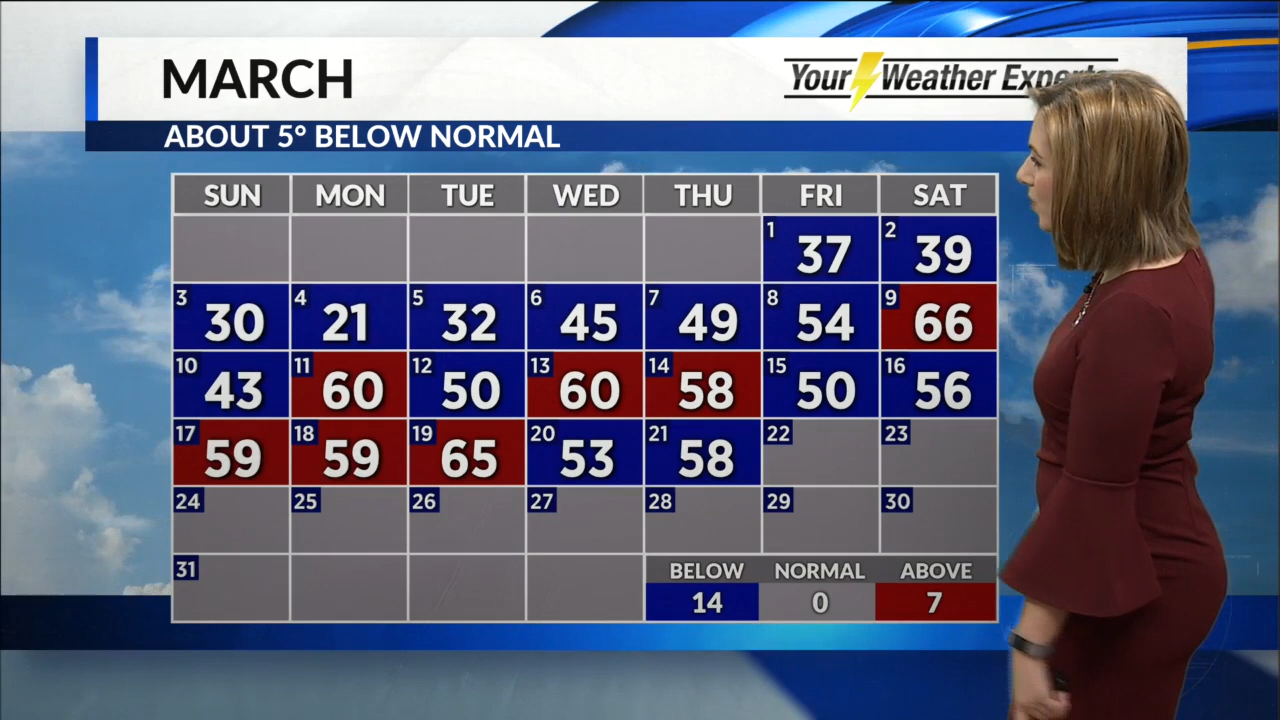 MARCH
Your Weather Experts
ABOUT 5° BELOW NORMAL
SUN MON TUE WED THU FRI SAT
1 37 2 39
3 30 4 21 5 32 6 45 7 49 8 54 9 66
10 43 11 60 12 50 13 60 14 58 15 50 16 56
17 59 18 59 19 65 20 53 21 58 22 23
24 25 26 27 28 29 30
31
BELOW NORMAL ABOVE
14 0 7